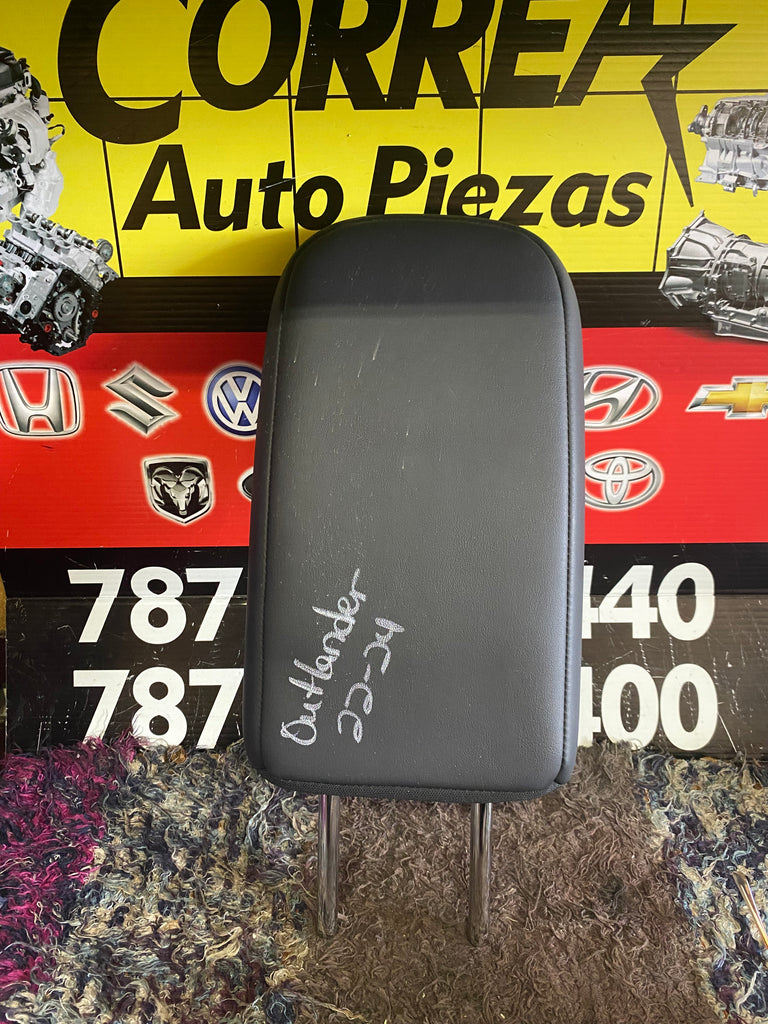 CORREA
Auto Piezas
787 440
787 400
Outlander
22-24